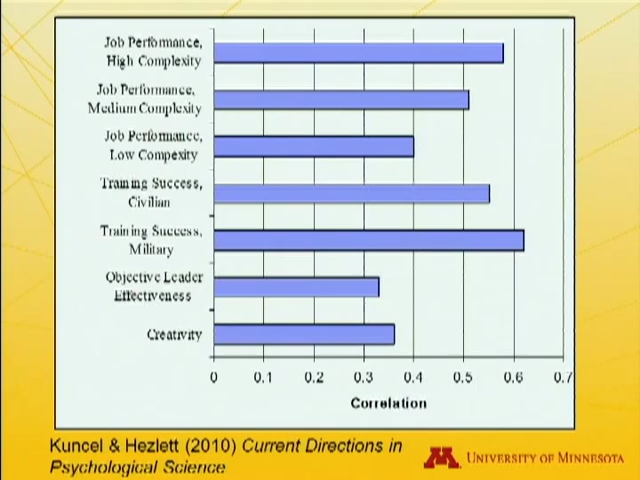 Job Performance,
High Complexity
Job Performance,
Medium Complexity
Job Performance,
Low Compexity
Training Success,
Civilian
Training Success,
Military
Objective Leader
Effectiveness
Creativity
0 0.1 0.2 0.3 0.4 0.5 0.6 0.7
Correlation
Kuncel & Hezlett (2010) Current Directions in
Psychological Science
M
UNIVERSITY OF MINNESOTA